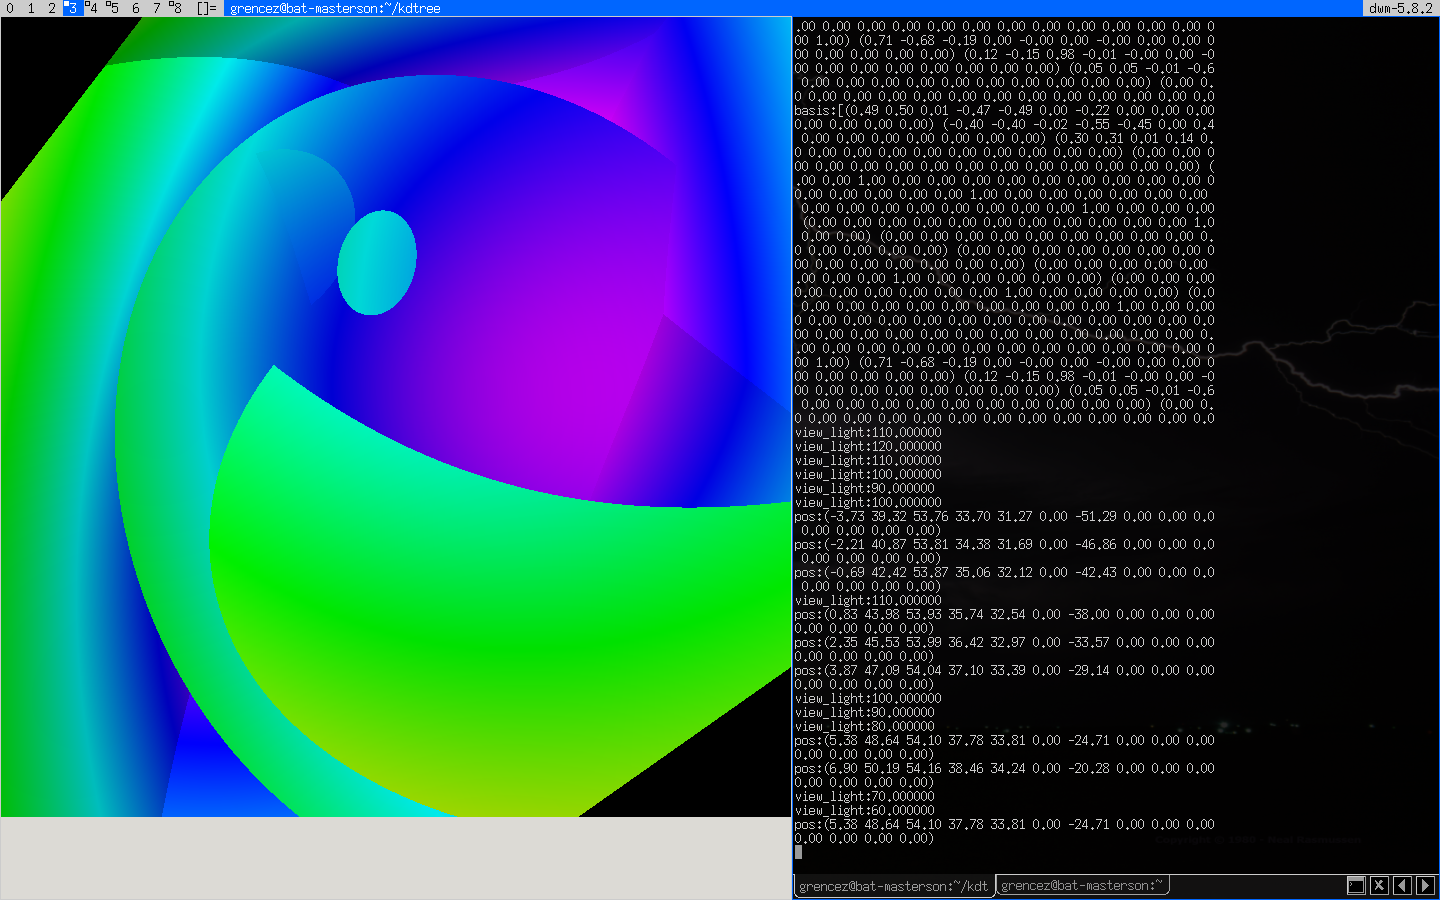 0 1 2 3 4 5 6 7 8 []= grencez@bat-masterson:~/kdtree dwm-5.8.2
.00 0.00 0.00 0.00 0.00 0.00 0.00 0.00 0.00 0.00 0.00 0
00 1.00) (0.71 -0.68 -0.19 0.00 -0.00 0.00 -0.00 0.00 0.00 0
00 0.00 0.00 0.00 0.00) (0.12 -0.15 0.98 -0.01 -0.00 0.00 -0
00 0.00 0.00 0.00 0.00 0.00 0.00 0.00) (0.05 0.05 -0.01 -0.6
 0.00 0.00 0.00 0.00 0.00 0.00 0.00 0.00 0.00 0.00) (0.00 0.
0 0.00 0.00 0.00 0.00 0.00 0.00 0.00 0.00 0.00 0.00 0.00 0.0
basis:[(0.49 0.50 0.01 -0.47 -0.49 0.00 -0.22 0.00 0.00 0.00
0.00 0.00 0.00 0.00) (-0.40 -0.40 -0.02 -0.55 -0.45 0.00 0.4
 0.00 0.00 0.00 0.00 0.00 0.00 0.00) (0.30 0.31 0.01 0.14 0.
0 0.00 0.00 0.00 0.00 0.00 0.00 0.00 0.00) (0.00 0.00 0.00 0
00 0.00 0.00 0.00 0.00 0.00 0.00 0.00 0.00 0.00 0.00 0.00) (
.00 0.00 1.00 0.00 0.00 0.00 0.00 0.00 0.00 0.00 0.00 0.00 0
0.00 0.00 0.00 0.00 0.00 1.00 0.00 0.00 0.00 0.00 0.00 0.00
 0.00 0.00 0.00 0.00 0.00 0.00 0.00 0.00 1.00 0.00 0.00 0.00
 (0.00 0.00 0.00 0.00 0.00 0.00 0.00 0.00 0.00 0.00 0.00 1.0
 0.00 0.00) (0.00 0.00 0.00 0.00 0.00 0.00 0.00 0.00 0.00 0.
0 0.00 0.00 0.00 0.00) (0.00 0.00 0.00 0.00 0.00 0.00 0.00 0
00 0.00 0.00 0.00 0.00 0.00 0.00) (0.00 0.00 0.00 0.00 0.00
.00 0.00 1.00 0.00 0.00 0.00 0.00 0.00) (0.00 0.00 0.00 0.00
0.00 0.00 0.00 0.00 0.00 0.00 1.00 0.00 0.00 0.00 0.00) (0.0
 0.00 0.00 0.00 0.00 0.00 0.00 0.00 0.00 0.00 1.00 0.00 0.00
0 0.00 0.00 0.00 0.00 0.00 0.00 0.00 0.00 0.00 0.00 0.00 0.0
00 0.00 0.00 0.00 0.00 0.00 0.00 0.00 0.00 0.00 0.00 0.00 0.
.00 0.00 0.00 0.00 0.00 0.00 0.00 0.00 0.00 0.00 0.00 0.00 0
00 1.00) (0.71 -0.68 -0.19 0.00 -0.00 0.00 -0.00 0.00 0.00 0
00 0.00 0.00 0.00 0.00) (0.12 -0.15 0.98 -0.01 -0.00 0.00 -0
00 0.00 0.00 0.00 0.00 0.00 0.00 0.00) (0.05 0.05 -0.01 -0.6
 0.00 0.00 0.00 0.00 0.00 0.00 0.00 0.00 0.00 0.00) (0.00 0.
0 0.00 0.00 0.00 0.00 0.00 0.00 0.00 0.00 0.00 0.00 0.00 0.0
view_light:110.000000
view_light:120.000000
view_light:110.000000
view_light:100.000000
view_light:90.000000
view_light:100.000000
pos:(-3.73 39.32 53.76 33.70 31.27 0.00 -51.29 0.00 0.00 0.0
 0.00 0.00 0.00 0.00)
pos:(-2.21 40.87 53.81 34.38 31.69 0.00 -46.86 0.00 0.00 0.0
 0.00 0.00 0.00 0.00)
pos:(-0.69 42.42 53.87 35.06 32.12 0.00 -42.43 0.00 0.00 0.0
 0.00 0.00 0.00 0.00)
view_light:110.000000
pos:(0.83 43.98 53.93 35.74 32.54 0.00 -38.00 0.00 0.00 0.00
0.00 0.00 0.00 0.00)
pos:(2.35 45.53 53.99 36.42 32.97 0.00 -33.57 0.00 0.00 0.00
0.00 0.00 0.00 0.00)
pos:(3.87 47.09 54.04 37.10 33.39 0.00 -29.14 0.00 0.00 0.00
0.00 0.00 0.00 0.00)
view_light:100.000000
view_light:90.000000
view_light:80.000000
pos:(5.38 48.64 54.10 37.78 33.81 0.00 -24.71 0.00 0.00 0.00
0.00 0.00 0.00 0.00)
pos:(6.90 50.19 54.16 38.46 34.24 0.00 -20.28 0.00 0.00 0.00
0.00 0.00 0.00 0.00)
view_light:70.000000
view_light:60.000000
pos:(5.38 48.64 54.10 37.78 33.81 0.00 -24.71 0.00 0.00 0.00
0.00 0.00 0.00 0.00)
grencez@bat-masterson:~/kdt grencez@bat-masterson:~